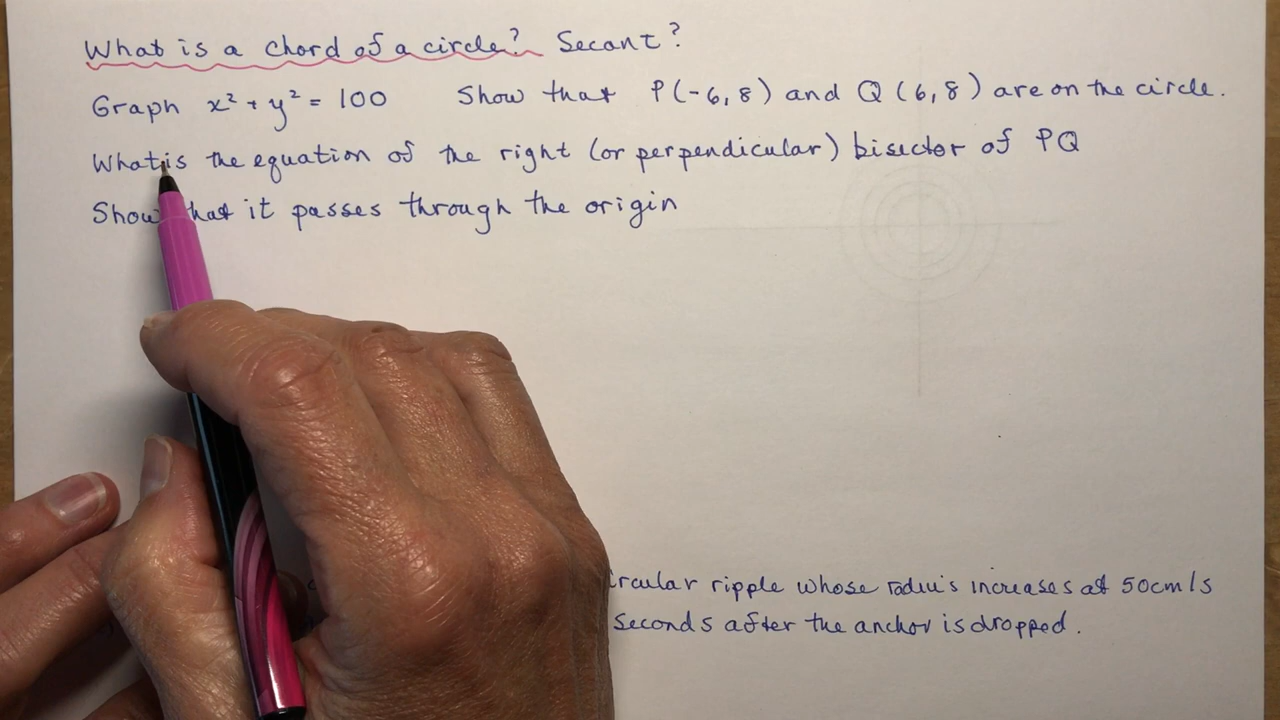 What is a chord of a circle? Secant?
Graph x² + y² = 100 Show that P(-6,8) and Q(6,8) are on the circle.
What is the equation of the right (or perpendicular) bisector of PQ
Show that it passes through the origin
ircular ripple whose radius increases at 50cm/s
seconds after the anchor is dropped.